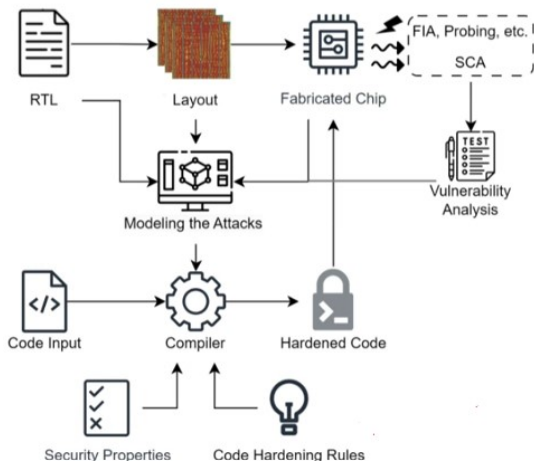 FIA, Probing, etc.
SCA
RTL
Layout
Fabricated Chip
TEST
Vulnerability
Analysis
Modeling the Attacks
</>
Code Input
Compiler
>_
Hardened Code
Security Properties
Code Hardening Rules